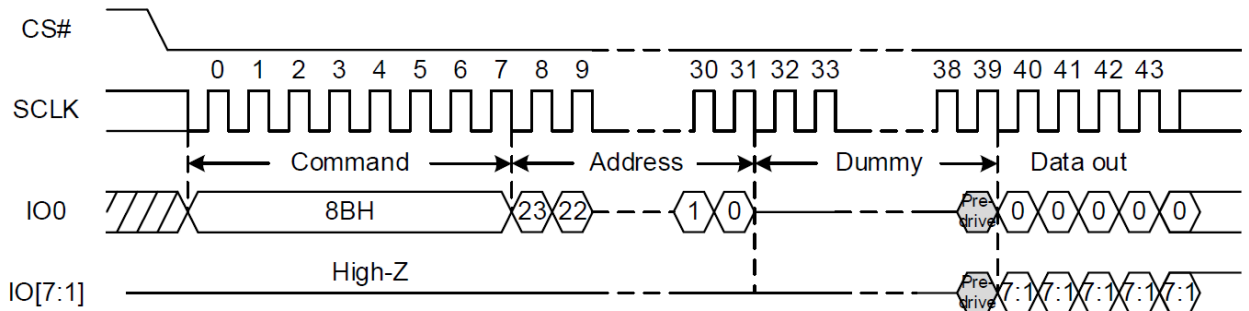 CS#
0 1 2 3 4 5 6 7 8 9 30 31 32 33 38 39 40 41 42 43
SCLK
Command Address Dummy Data out
IO0 8BH 23 22 1 0 Pre-drive 0 0 0 0 0
High-Z
IO[7:1] Pre-drive 7:1 7:1 7:1 7:1 7:1